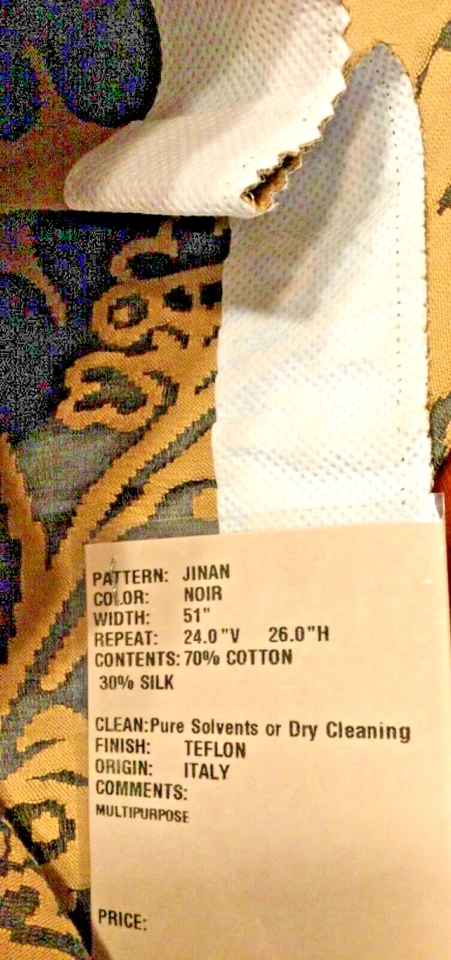 PATTERN: JINAN
COLOR: NOIR
WIDTH: 51"
REPEAT: 24.0"V 26.0"H
CONTENTS: 70% COTTON
30% SILK
CLEAN:Pure Solvents or Dry Cleaning
FINISH: TEFLON
ORIGIN: ITALY
COMMENTS:
MULTIPURPOSE
PRICE: